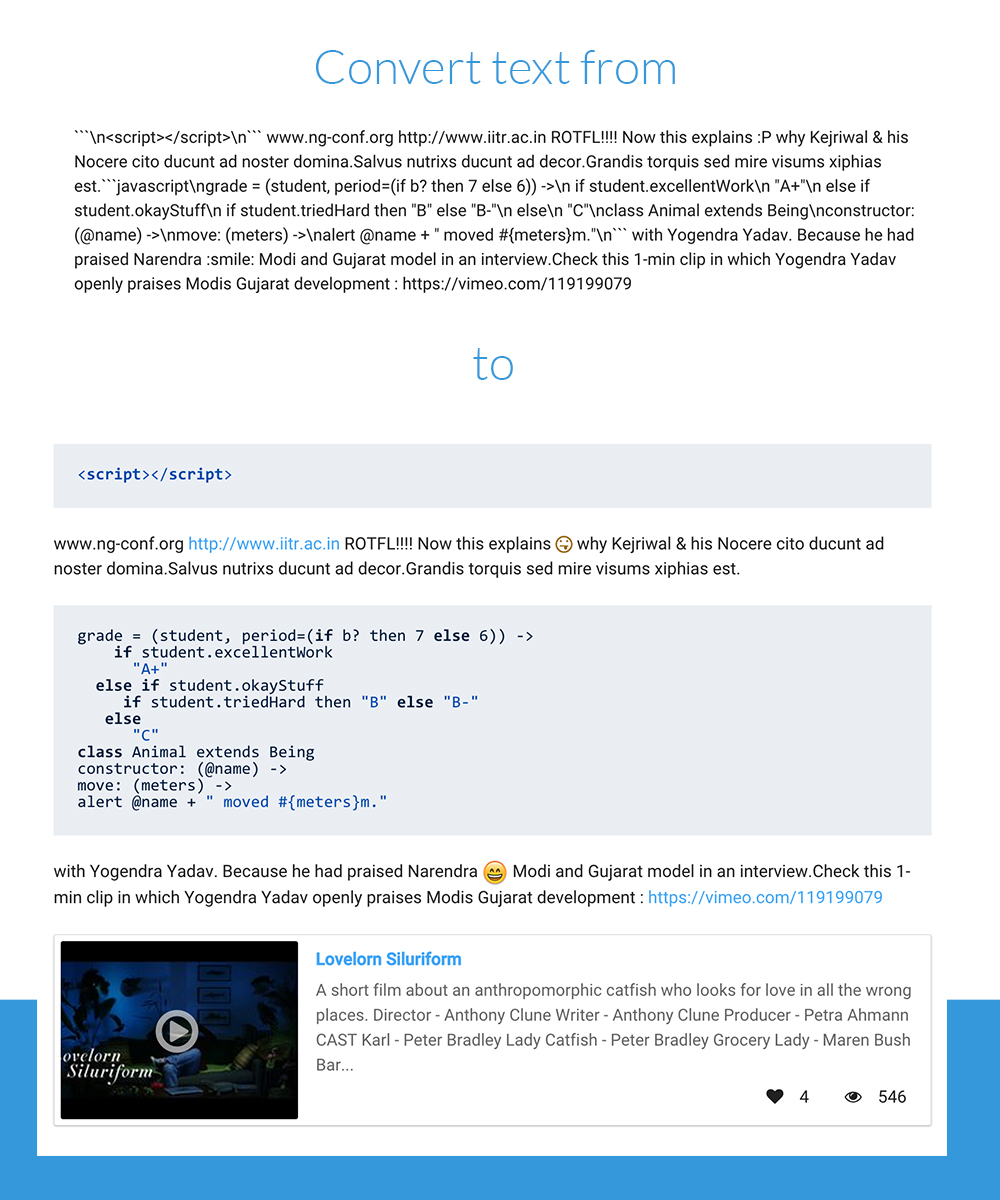 Convert text from
```\n<script></script>\n``` www.ng-conf.org http://www.iitr.ac.in ROTFL!!!! Now this explains :P why Kejriwal & his
Nocere cito ducunt ad noster domina.Salvus nutrixs ducunt ad decor.Grandis torquis sed mire visums xiphias
est.```javascript\ngrade = (student, period=(if b? then 7 else 6)) ->\n if student.excellentWork\n "A+"\n else if
student.okayStuff\n if student.triedHard then "B" else "B-"\n else\n "C"\nclass Animal extends Being\nconstructor:
(@name) ->\nmove: (meters) ->\nalert @name + " moved #{meters}m."\n``` with Yogendra Yadav. Because he had
praised Narendra :smile: Modi and Gujarat model in an interview.Check this 1-min clip in which Yogendra Yadav
openly praises Modis Gujarat development : https://vimeo.com/119199079
to
<script></script>
www.ng-conf.org http://www.iitr.ac.in ROTFL!!!! Now this explains 😜 why Kejriwal & his Nocere cito ducunt ad
noster domina.Salvus nutrixs ducunt ad decor.Grandis torquis sed mire visums xiphias est.
grade = (student, period=(if b? then 7 else 6)) ->
    if student.excellentWork
      "A+"
  else if student.okayStuff
     if student.triedHard then "B" else "B-"
   else
      "C"
class Animal extends Being
constructor: (@name) ->
move: (meters) ->
alert @name + " moved #{meters}m."
with Yogendra Yadav. Because he had praised Narendra 😄 Modi and Gujarat model in an interview.Check this 1-
min clip in which Yogendra Yadav openly praises Modis Gujarat development : https://vimeo.com/119199079
ovelorn
Siluriform
Lovelorn Siluriform
A short film about an anthropomorphic catfish who looks for love in all the wrong
places. Director - Anthony Clune Writer - Anthony Clune Producer - Petra Ahmann
CAST Karl - Peter Bradley Lady Catfish - Peter Bradley Grocery Lady - Maren Bush
Bar...
4 546